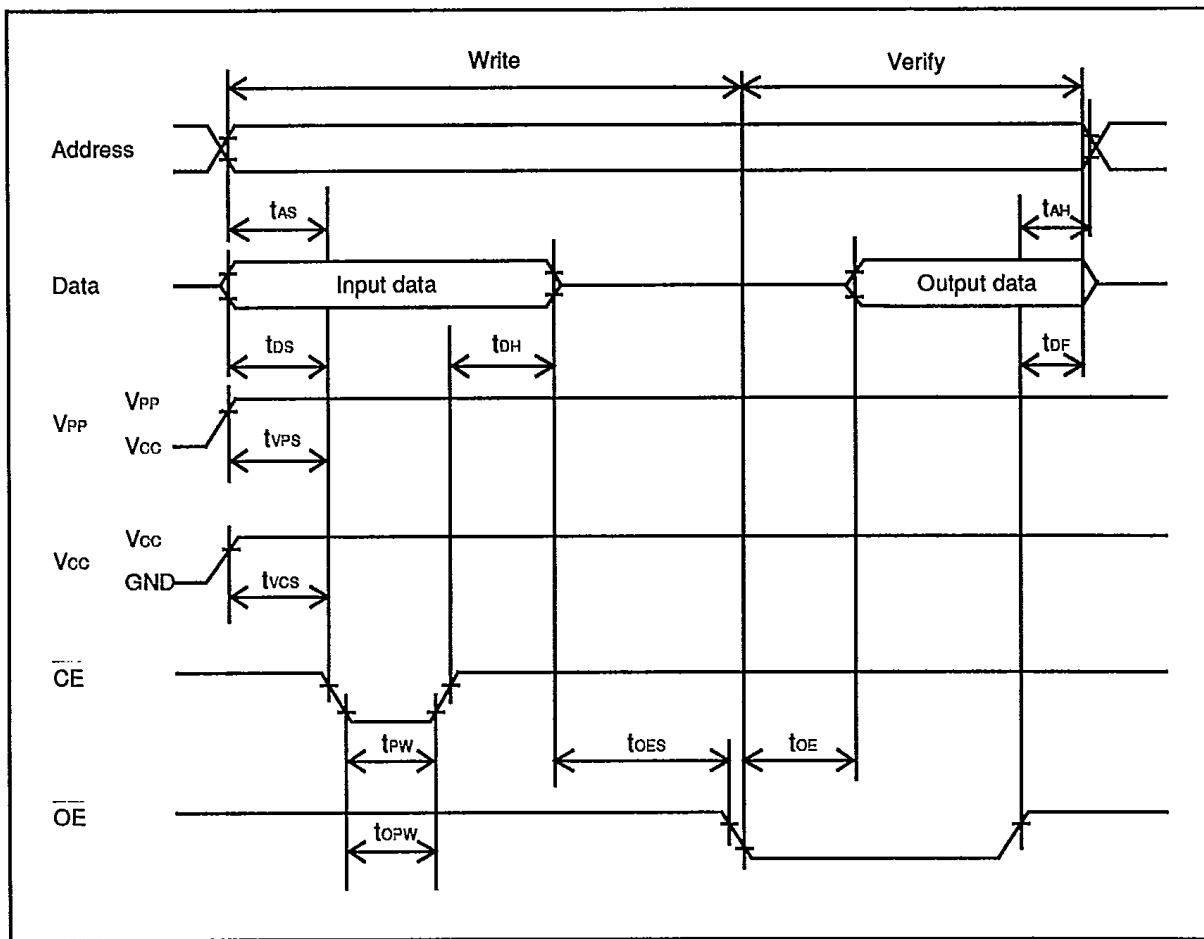 Write
Verify
Address
tAS
tAH
Data
Input data
Output data
tDS
tDH
tDF
VPP
VPP
VCC
tVPS
VCC
VCC
GND
tVCS
CE
tPW
tOES
tOE
OE
tOPW